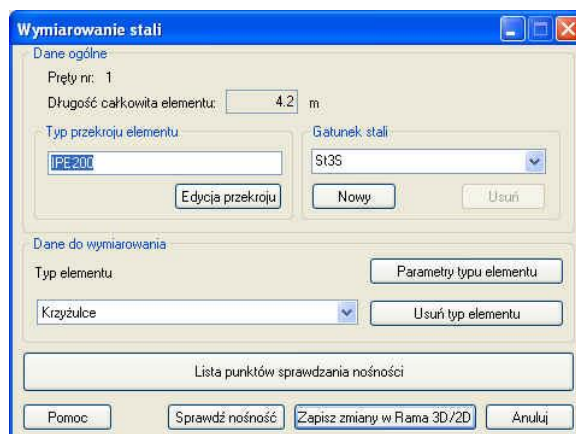 Wymiarowanie stali
Dane ogólne
Pręty nr: 1
Długość całkowita elementu: 4.2 m
Typ przekroju elementu
IPE200
Edycja przekroju
Gatunek stali
St3S
Nowy
Usuń
Dane do wymiarowania
Typ elementu
Parametry typu elementu
Krzyżulce
Usuń typ elementu
Lista punktów sprawdzania nośności
Pomoc
Sprawdź nośność
Zapisz zmiany w Rama 3D/2D
Anuluj